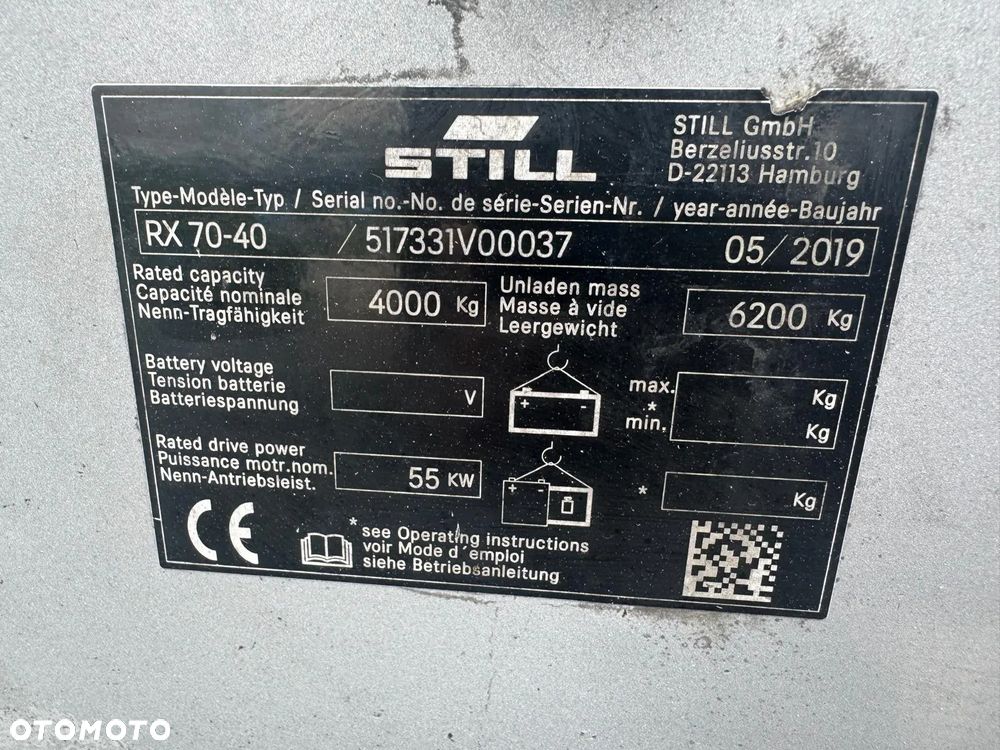 STILL
STILL GmbH
Berzeliusstr.10
D-22113 Hamburg
Type-Modèle-Typ / Serial no.-No. de série-Serien-Nr. / year-année-Baujahr
RX 70-40 / 517331V00037 05/2019
Rated capacity
Capacité nominale
Nenn-Tragfähigkeit
4000 Kg
Unladen mass
Masse à vide
Leergewicht
6200 Kg
Battery voltage
Tension batterie
Batteriespannung
V
+ -
max. Kg
*
min. Kg
Rated drive power
Puissance motr.nom.
Nenn-Antriebsleist.
55 KW
+ -
* Kg
CE
*see Operating instructions
voir Mode d´emploi
siehe Betriebsanleitung
OTOMOTO